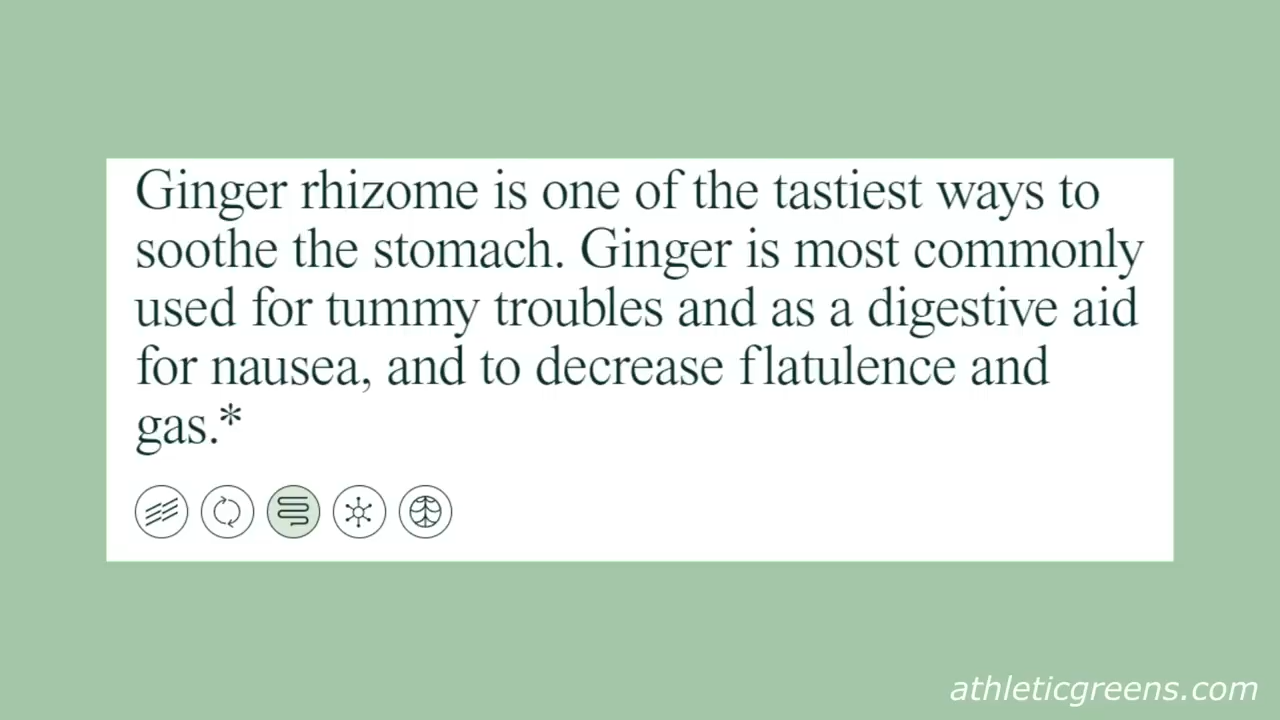 Ginger rhizome is one of the tastiest ways to
soothe the stomach. Ginger is most commonly
used for tummy troubles and as a digestive aid
for nausea, and to decrease flatulence and
gas.*
athleticgreens.com